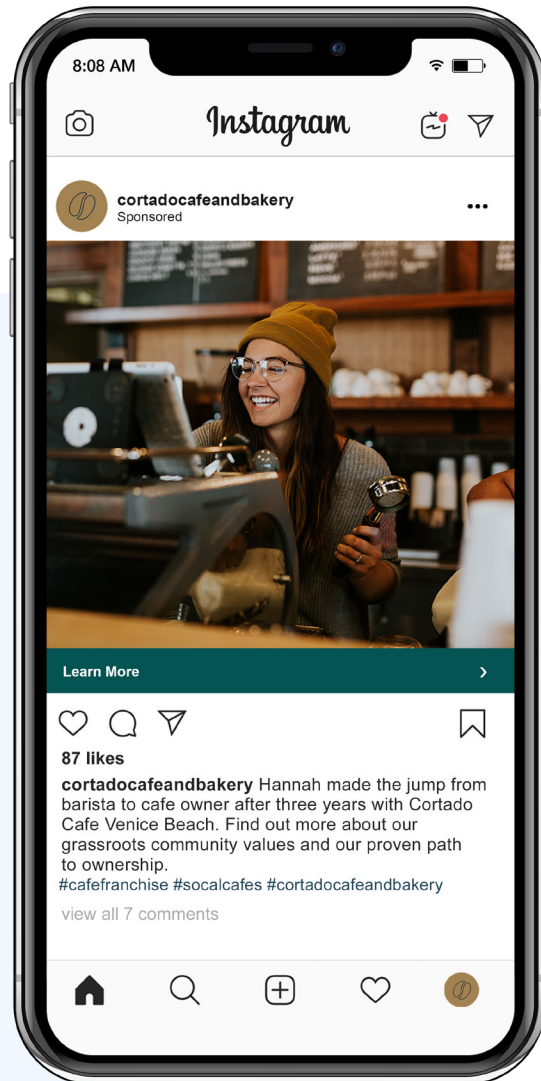 8:08 AM
Instagram
cortadocafeandbakery
Sponsored
Learn More
87 likes
cortadocafeandbakery Hannah made the jump from
barista to cafe owner after three years with Cortado
Cafe Venice Beach. Find out more about our
grassroots community values and our proven path
to ownership.
#cafefranchise #socalcafes #cortadocafeandbakery
view all 7 comments